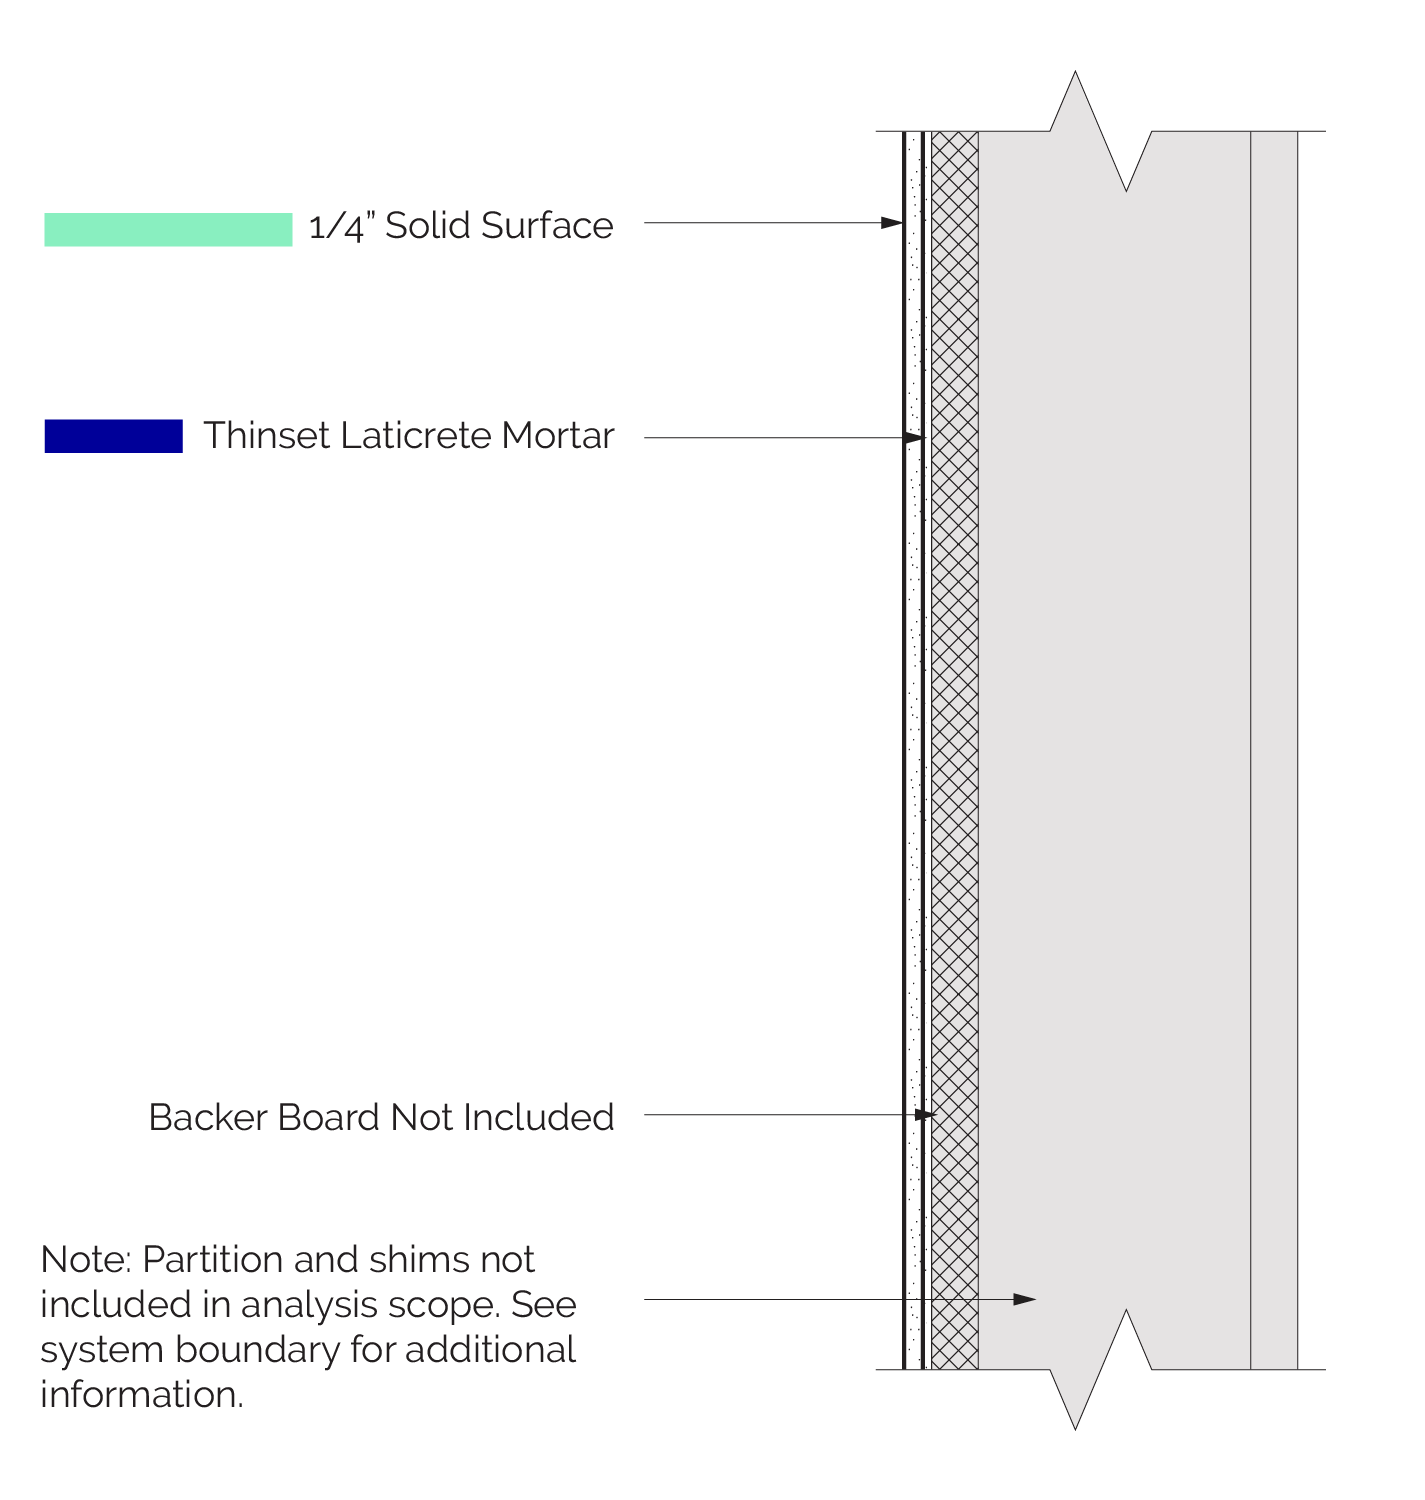 1/4” Solid Surface
Thinset Laticrete Mortar
Backer Board Not Included
Note: Partition and shims not
included in analysis scope. See
system boundary for additional
information.